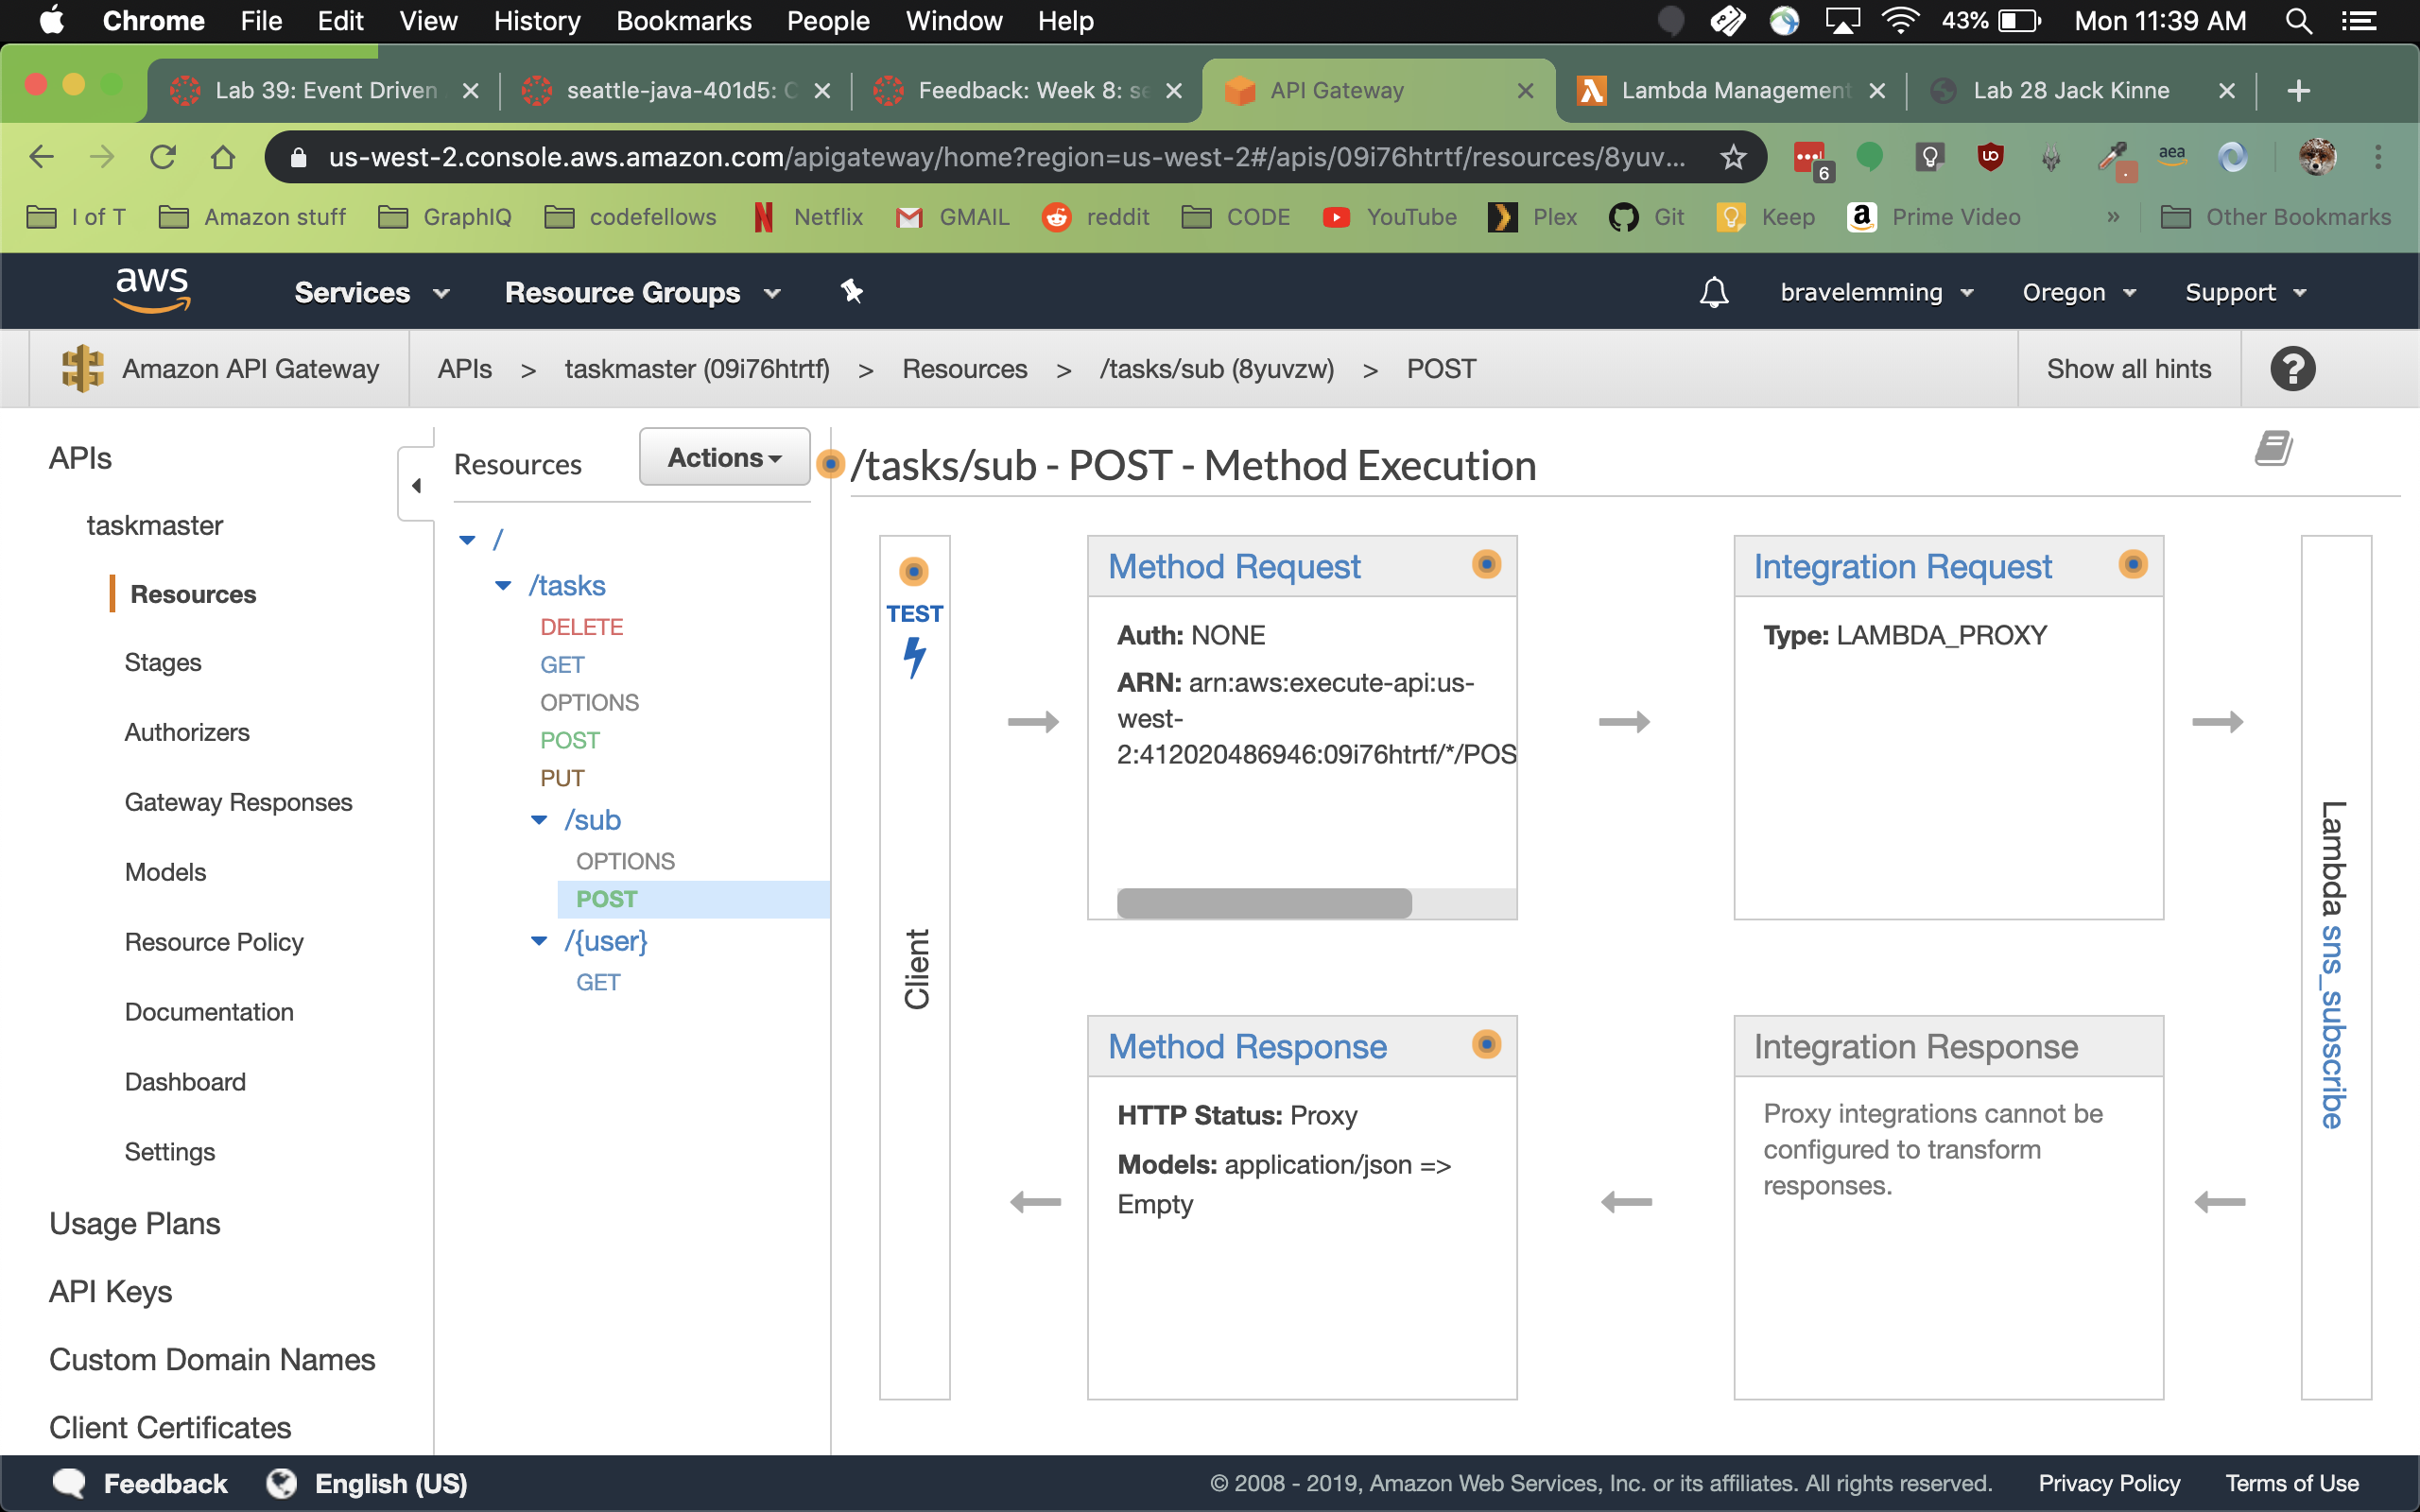 Chrome File Edit View History Bookmarks People Window Help 43% Mon 11:39 AM
Lab 39: Event Driven seattle-java-401d5: C Feedback: Week 8: se API Gateway Lambda Management Lab 28 Jack Kinne
us-west-2.console.aws.amazon.com/apigateway/home?region=us-west-2#/apis/09i76htrtf/resources/8yuv... 6 aea
I of T Amazon stuff GraphIQ codefellows Netflix GMAIL reddit CODE YouTube Plex Git Keep Prime Video » Other Bookmarks
aws Services Resource Groups bravelemming Oregon Support
Amazon API Gateway APIs > taskmaster (09i76htrtf) > Resources > /tasks/sub (8yuvzw) > POST Show all hints ?
APIs
taskmaster
Resources
Stages
Authorizers
Gateway Responses
Models
Resource Policy
Documentation
Dashboard
Settings
Usage Plans
API Keys
Custom Domain Names
Client Certificates
Resources Actions
/
/tasks
DELETE
GET
OPTIONS
POST
PUT
/sub
OPTIONS
POST
/{user}
GET
/tasks/sub - POST - Method Execution
TEST
Client
Method Request
Auth: NONE
ARN: arn:aws:execute-api:us-
west-
2:412020486946:09i76htrtf/*/POS
Integration Request
Type: LAMBDA_PROXY
Lambda sns_subscribe
Method Response
HTTP Status: Proxy
Models: application/json =>
Empty
Integration Response
Proxy integrations cannot be
configured to transform
responses.
Feedback English (US) © 2008 - 2019, Amazon Web Services, Inc. or its affiliates. All rights reserved. Privacy Policy Terms of Use